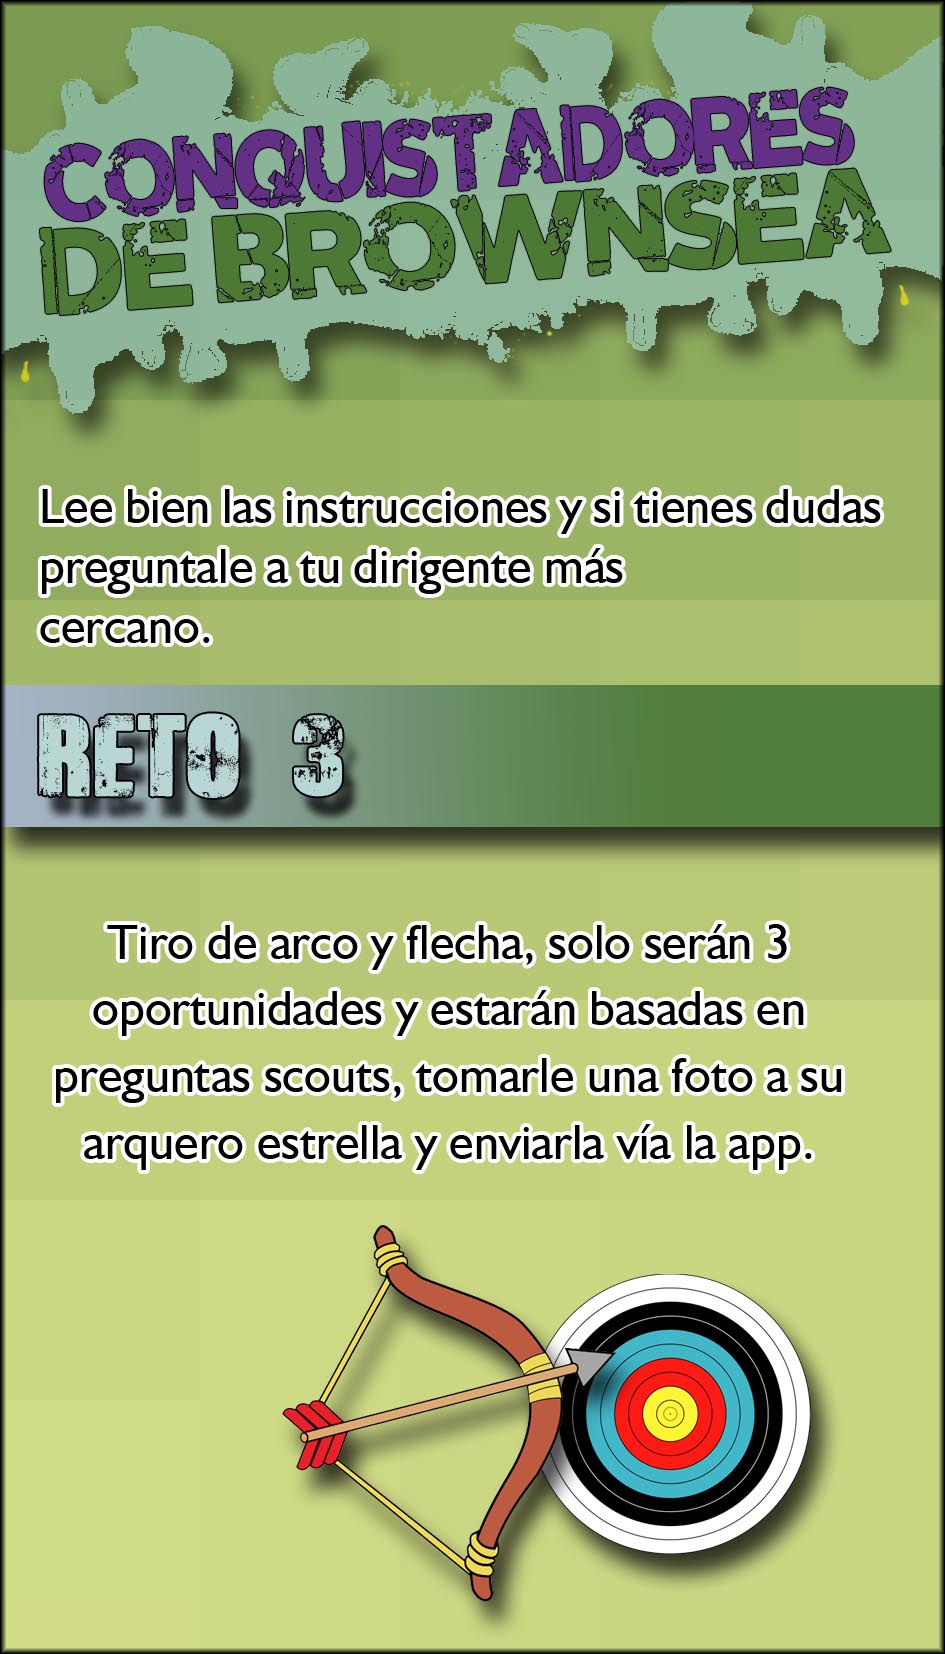 CONQUISTADORES
DE BROWNSEA
Lee bien las instrucciones y si tienes dudas
preguntale a tu dirigente más
cercano.
RETO 3
Tiro de arco y flecha, solo serán 3
oportunidades y estarán basadas en
preguntas scouts, tomarle una foto a su
arquero estrella y enviarla vía la app.